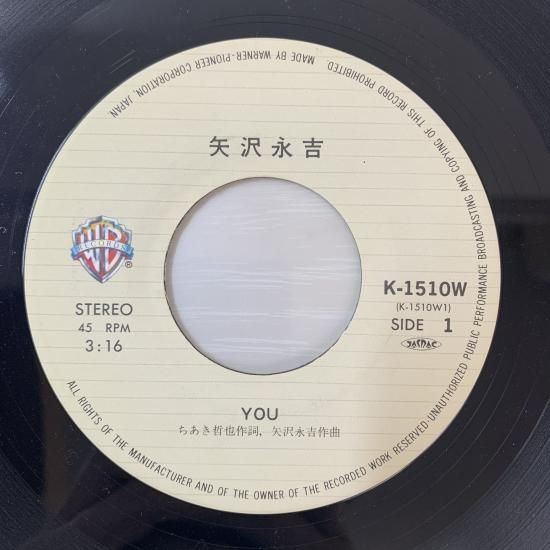 矢沢永吉
WB
RECORDS
®
STEREO
45 RPM
3:16
K-1510W
(K-1510W1)
SIDE 1
JASRAC
YOU
ちあき哲也作詞, 矢沢永吉作曲
ALL RIGHTS OF THE MANUFACTURER AND OF THE OWNER OF THE RECORDED WORK RESERVED-UNAUTHORIZED PUBLIC PERFORMANCE BROADCASTING AND COPYING OF THIS RECORD PROHIBITED. MADE BY WARNER-PIONEER CORPORATION, JAPAN.